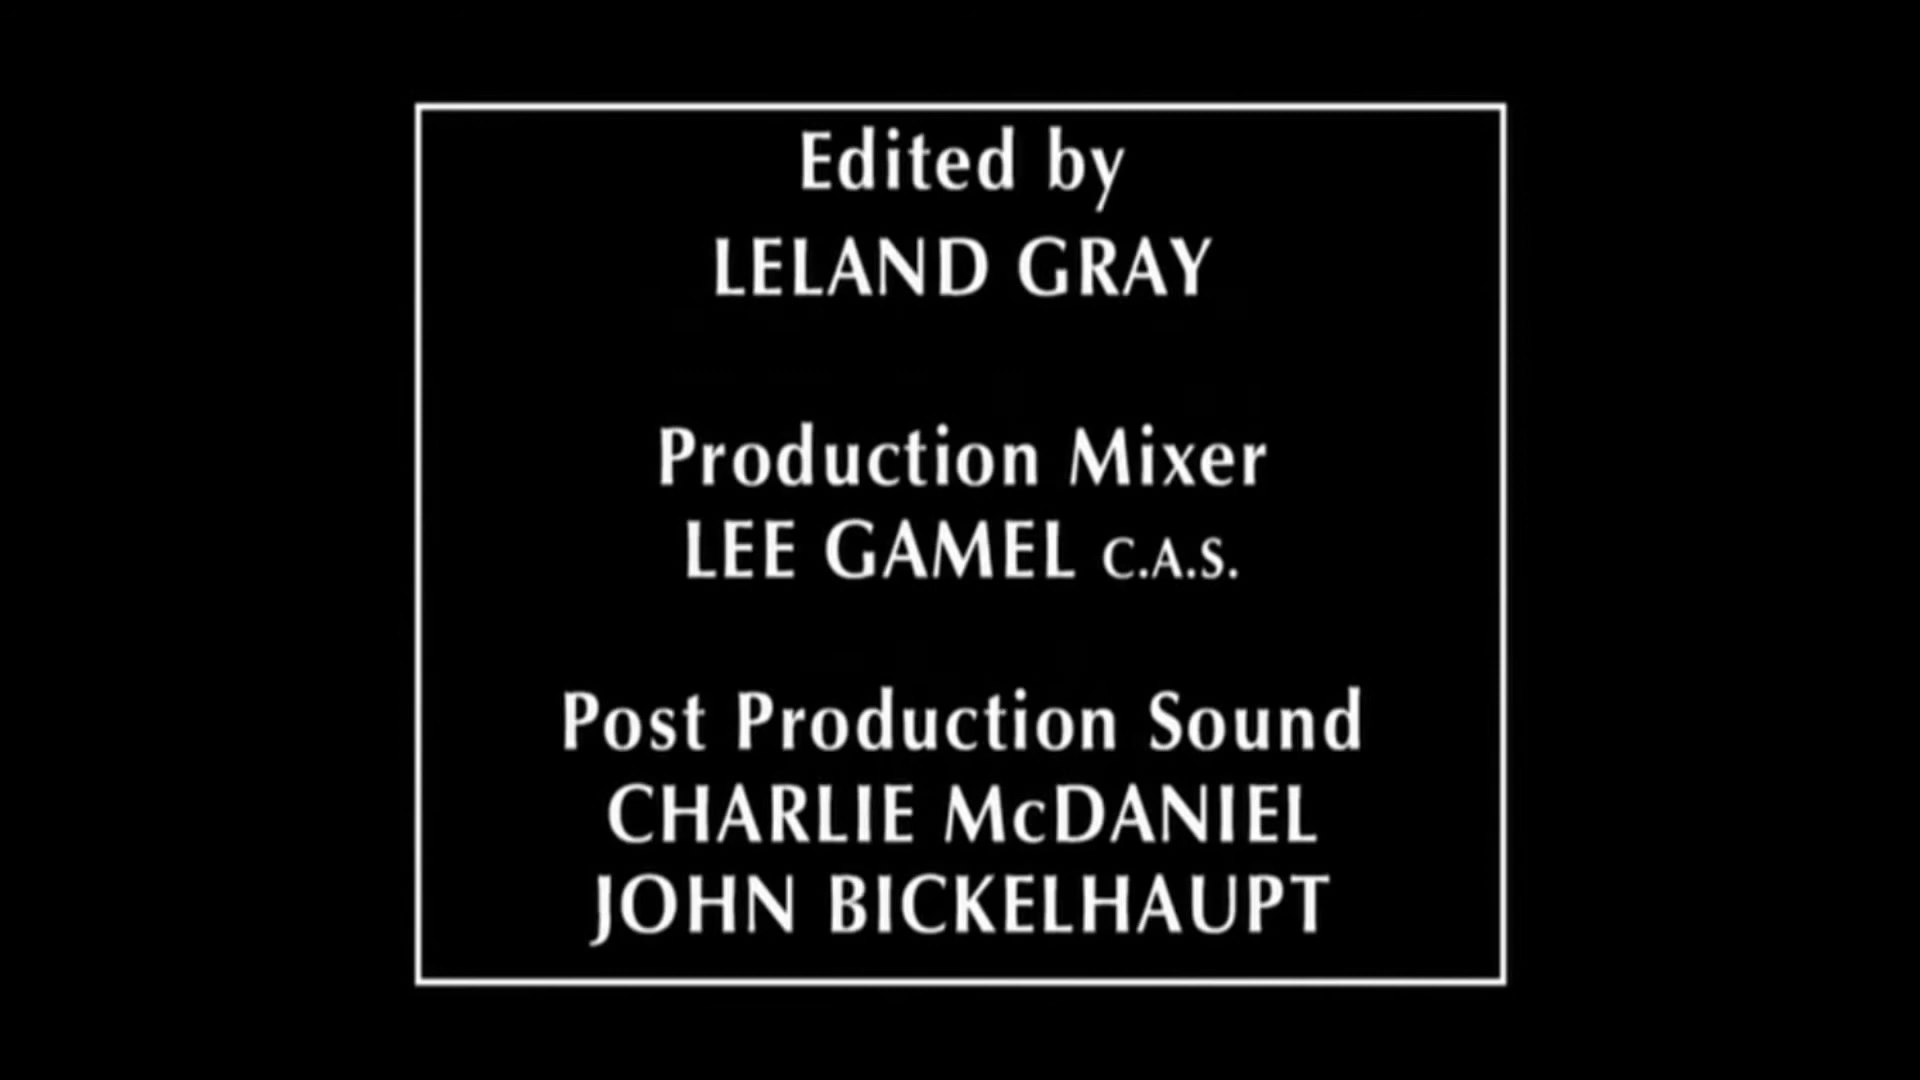 Edited by
LELAND GRAY
Production Mixer
LEE GAMEL C.A.S.
Post Production Sound
CHARLIE McDANIEL
JOHN BICKELHAUPT